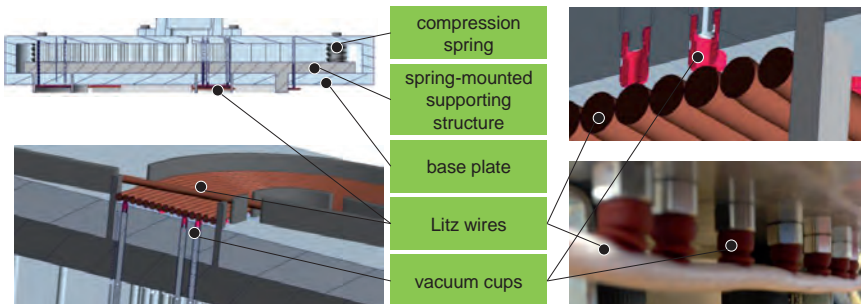 compression
spring
spring-mounted
supporting
structure
base plate
Litz wires
vacuum cups